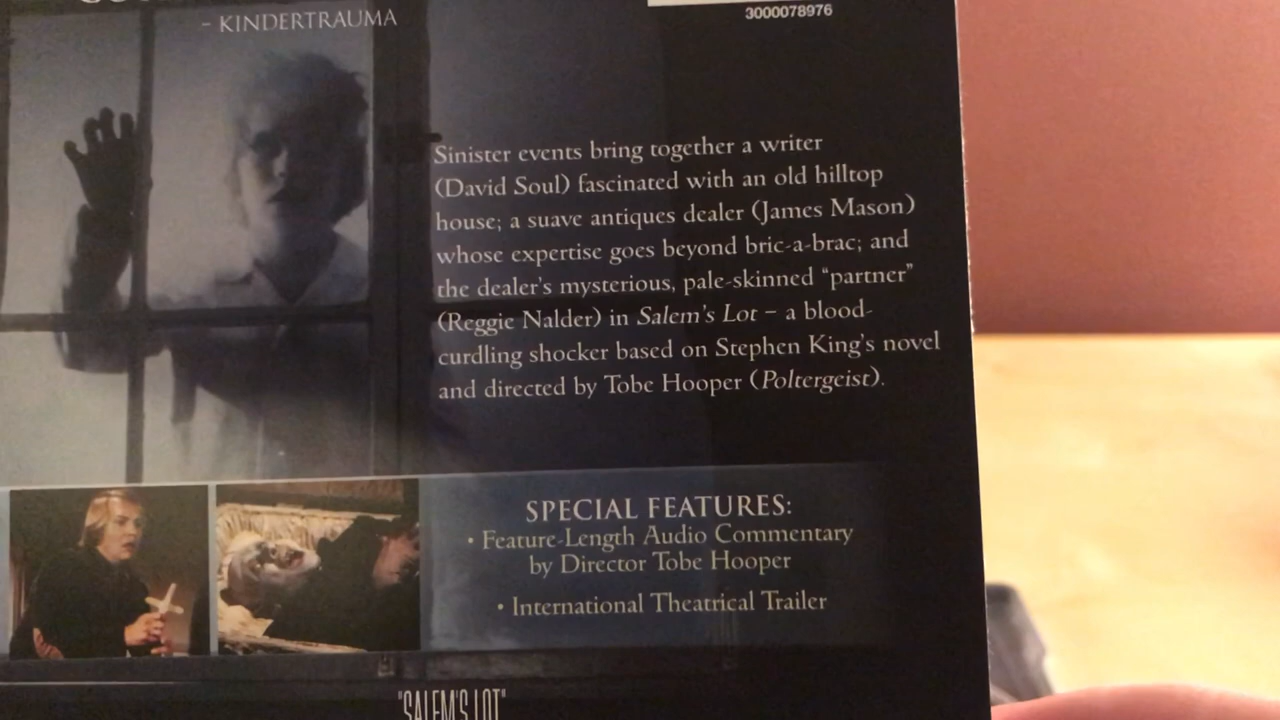 - KINDERTRAUMA
3000078976
Sinister events bring together a writer
(David Soul) fascinated with an old hilltop
house; a suave antiques dealer (James Mason)
whose expertise goes beyond bric-a-brac; and
the dealer's mysterious, pale-skinned “partner”
(Reggie Nalder) in Salem's Lot – a blood-
curdling shocker based on Stephen King's novel
and directed by Tobe Hooper (Poltergeist).
SPECIAL FEATURES:
• Feature-Length Audio Commentary
by Director Tobe Hooper
• International Theatrical Trailer
"SALEM'S LOT"